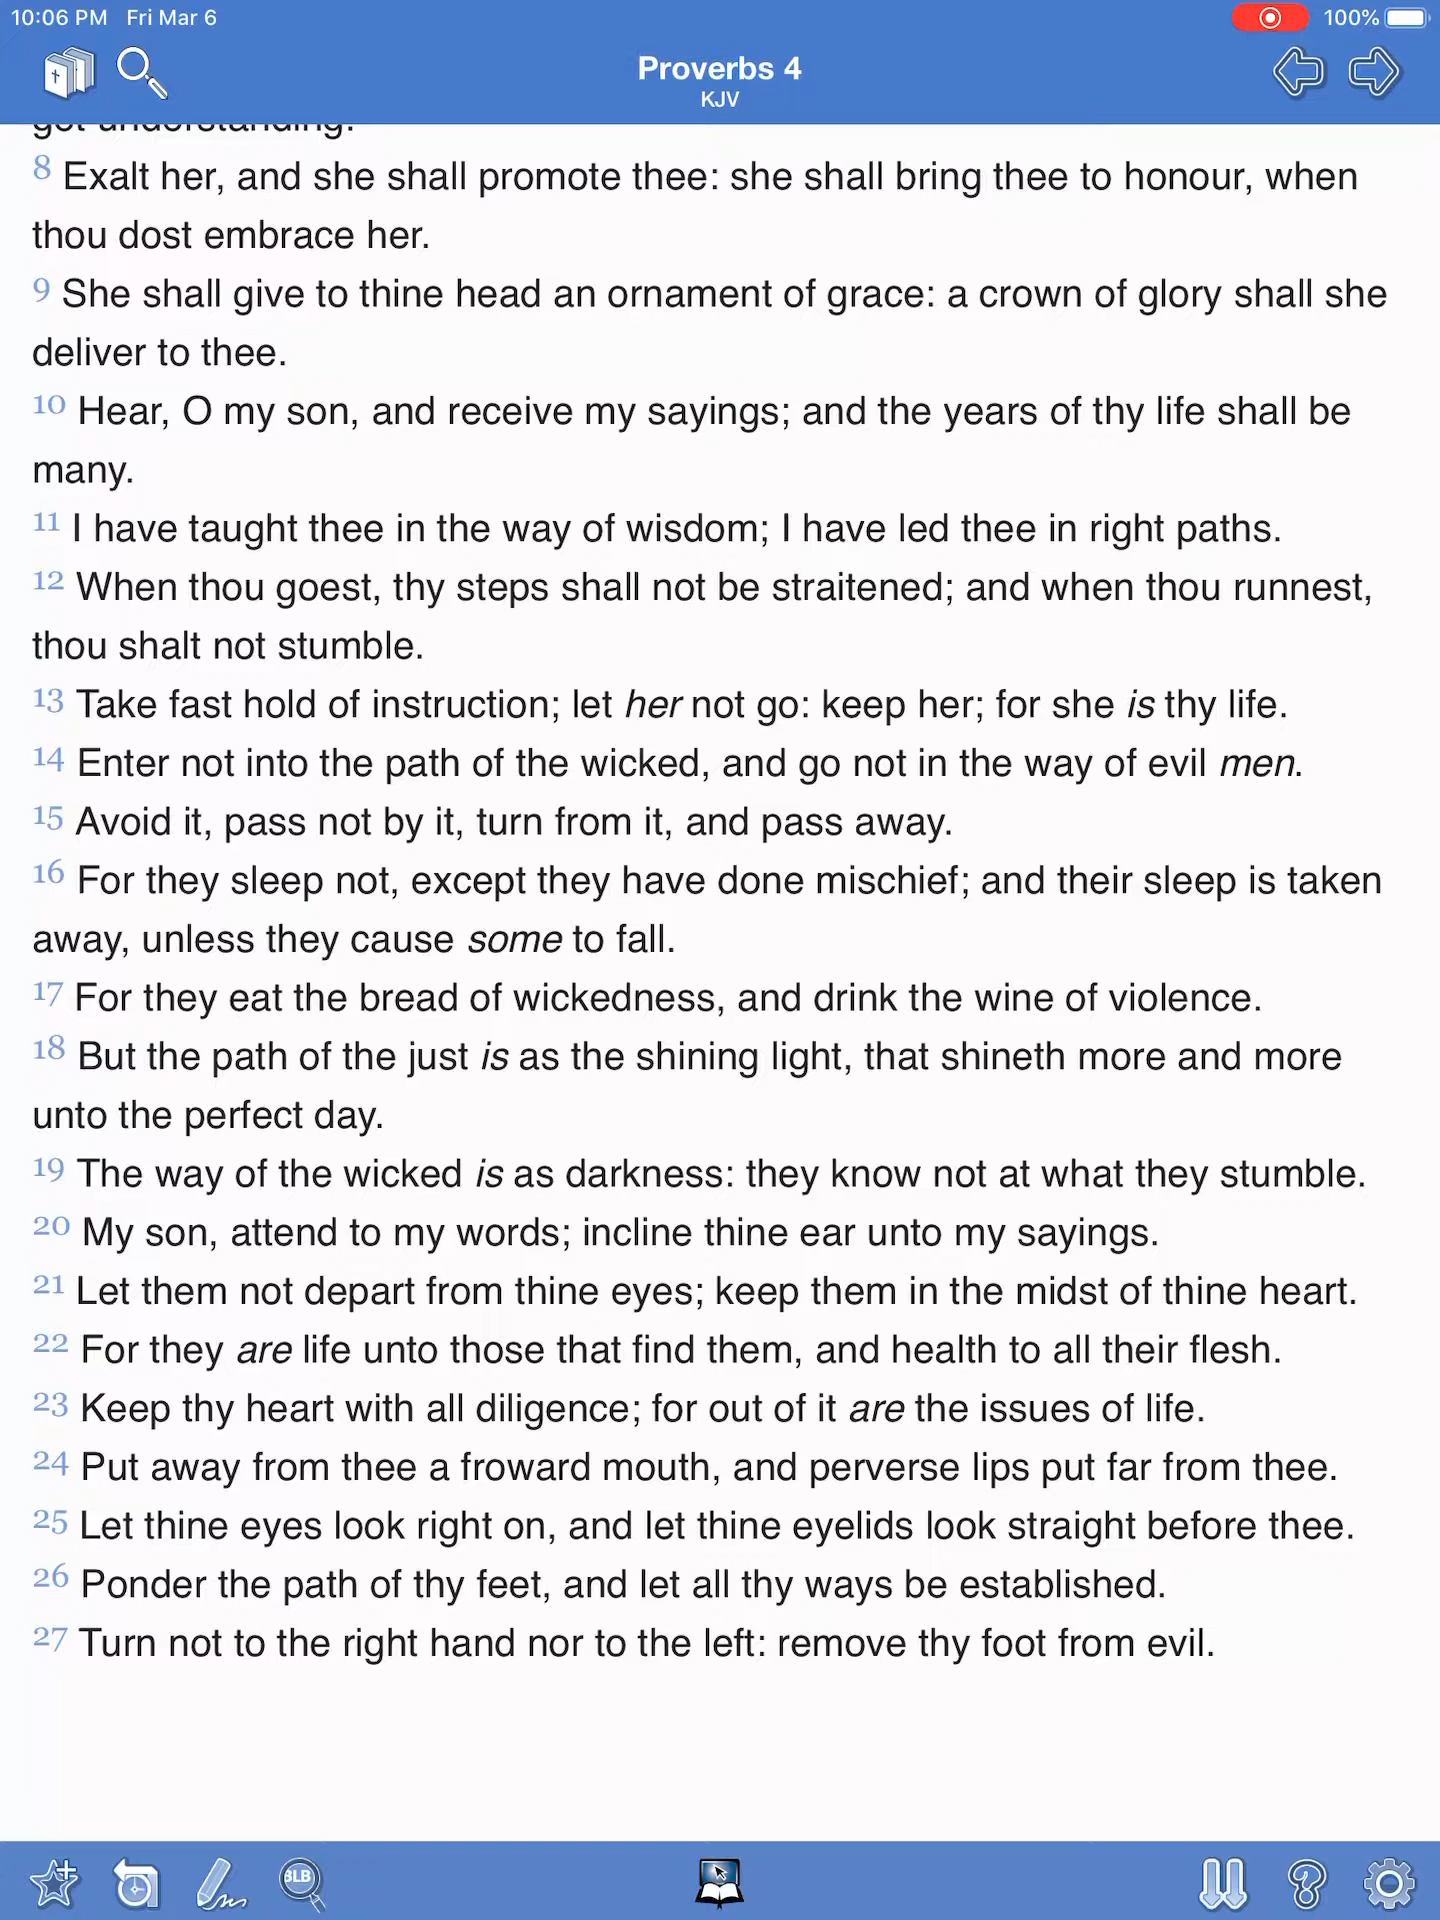 10:06 PM Fri Mar 6
100%
Proverbs 4
KJV
get understanding.
8 Exalt her, and she shall promote thee: she shall bring thee to honour, when
thou dost embrace her.
9 She shall give to thine head an ornament of grace: a crown of glory shall she
deliver to thee.
10 Hear, O my son, and receive my sayings; and the years of thy life shall be
many.
11 I have taught thee in the way of wisdom; I have led thee in right paths.
12 When thou goest, thy steps shall not be straitened; and when thou runnest,
thou shalt not stumble.
13 Take fast hold of instruction; let her not go: keep her; for she is thy life.
14 Enter not into the path of the wicked, and go not in the way of evil men.
15 Avoid it, pass not by it, turn from it, and pass away.
16 For they sleep not, except they have done mischief; and their sleep is taken
away, unless they cause some to fall.
17 For they eat the bread of wickedness, and drink the wine of violence.
18 But the path of the just is as the shining light, that shineth more and more
unto the perfect day.
19 The way of the wicked is as darkness: they know not at what they stumble.
20 My son, attend to my words; incline thine ear unto my sayings.
21 Let them not depart from thine eyes; keep them in the midst of thine heart.
22 For they are life unto those that find them, and health to all their flesh.
23 Keep thy heart with all diligence; for out of it are the issues of life.
24 Put away from thee a froward mouth, and perverse lips put far from thee.
25 Let thine eyes look right on, and let thine eyelids look straight before thee.
26 Ponder the path of thy feet, and let all thy ways be established.
27 Turn not to the right hand nor to the left: remove thy foot from evil.
BLB